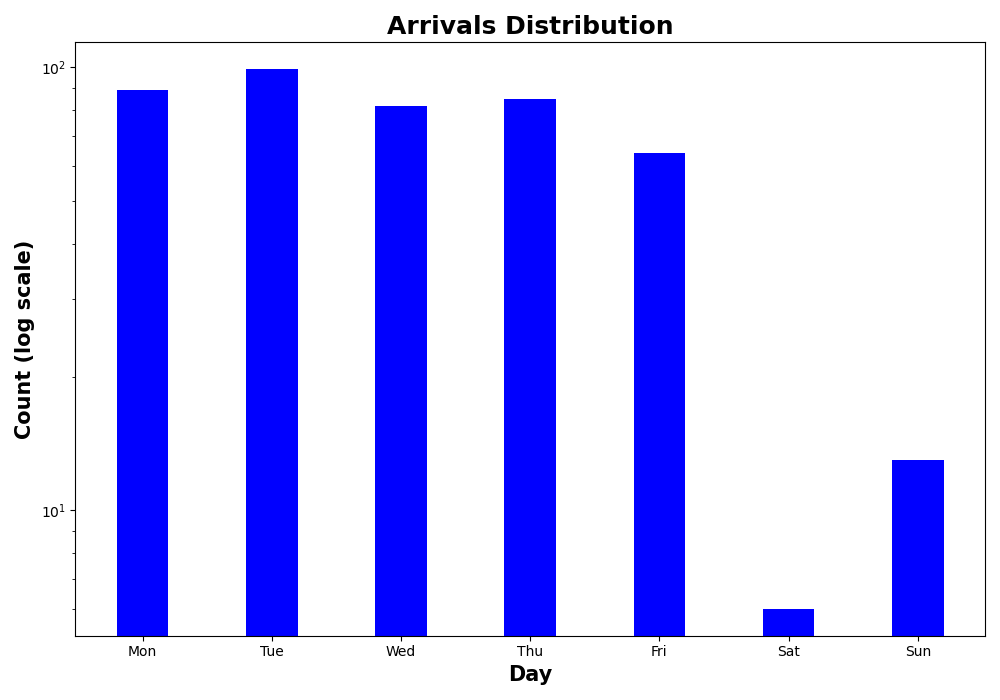 Arrivals Distribution
Count (log scale)
10²
10¹
Mon Tue Wed Thu Fri Sat Sun
Day